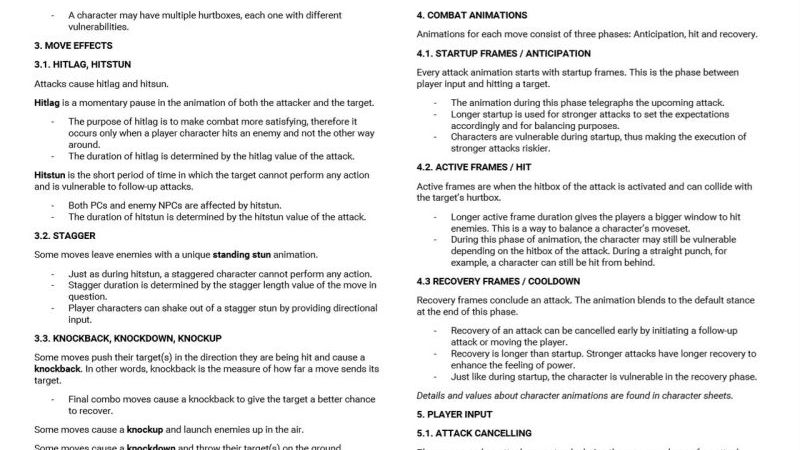 - A character may have multiple hurtboxes, each one with different
vulnerabilities.
3. MOVE EFFECTS
3.1. HITLAG, HITSTUN
Attacks cause hitlag and hitsun.
Hitlag is a momentary pause in the animation of both the attacker and the target.
- The purpose of hitlag is to make combat more satisfying, therefore it
occurs only when a player character hits an enemy and not the other way
around.
- The duration of hitlag is determined by the hitlag value of the attack.
Hitstun is the short period of time in which the target cannot perform any action
and is vulnerable to follow-up attacks.
- Both PCs and enemy NPCs are affected by hitstun.
- The duration of hitstun is determined by the hitstun value of the attack.
3.2. STAGGER
Some moves leave enemies with a unique standing stun animation.
- Just as during hitstun, a staggered character cannot perform any action.
- Stagger duration is determined by the stagger length value of the move in
question.
- Player characters can shake out of a stagger stun by providing directional
input.
3.3. KNOCKBACK, KNOCKDOWN, KNOCKUP
Some moves push their target(s) in the direction they are being hit and cause a
knockback. In other words, knockback is the measure of how far a move sends its
target.
- Final combo moves cause a knockback to give the target a better chance
to recover.
Some moves cause a knockup and launch enemies up in the air.
Some moves cause a knockdown and throw their target(s) on the ground.
4. COMBAT ANIMATIONS
Animations for each move consist of three phases: Anticipation, hit and recovery.
4.1. STARTUP FRAMES / ANTICIPATION
Every attack animation starts with startup frames. This is the phase between
player input and hitting a target.
- The animation during this phase telegraphs the upcoming attack.
- Longer startup is used for stronger attacks to set the expectations
accordingly and for balancing purposes.
- Characters are vulnerable during startup, thus making the execution of
stronger attacks riskier.
4.2. ACTIVE FRAMES / HIT
Active frames are when the hitbox of the attack is activated and can collide with
the target's hurtbox.
- Longer active frame duration gives the players a bigger window to hit
enemies. This is a way to balance a character's moveset.
- During this phase of animation, the character may still be vulnerable
depending on the hitbox of the attack. During a straight punch, for
example, a character can still be hit from behind.
4.3 RECOVERY FRAMES / COOLDOWN
Recovery frames conclude an attack. The animation blends to the default stance
at the end of this phase.
- Recovery of an attack can be cancelled early by initiating a follow-up
attack or moving the player.
- Recovery is longer than startup. Stronger attacks have longer recovery to
enhance the feeling of power.
- Just like during startup, the character is vulnerable in the recovery phase.
Details and values about character animations are found in character sheets.
5. PLAYER INPUT
5.1. ATTACK CANCELLING